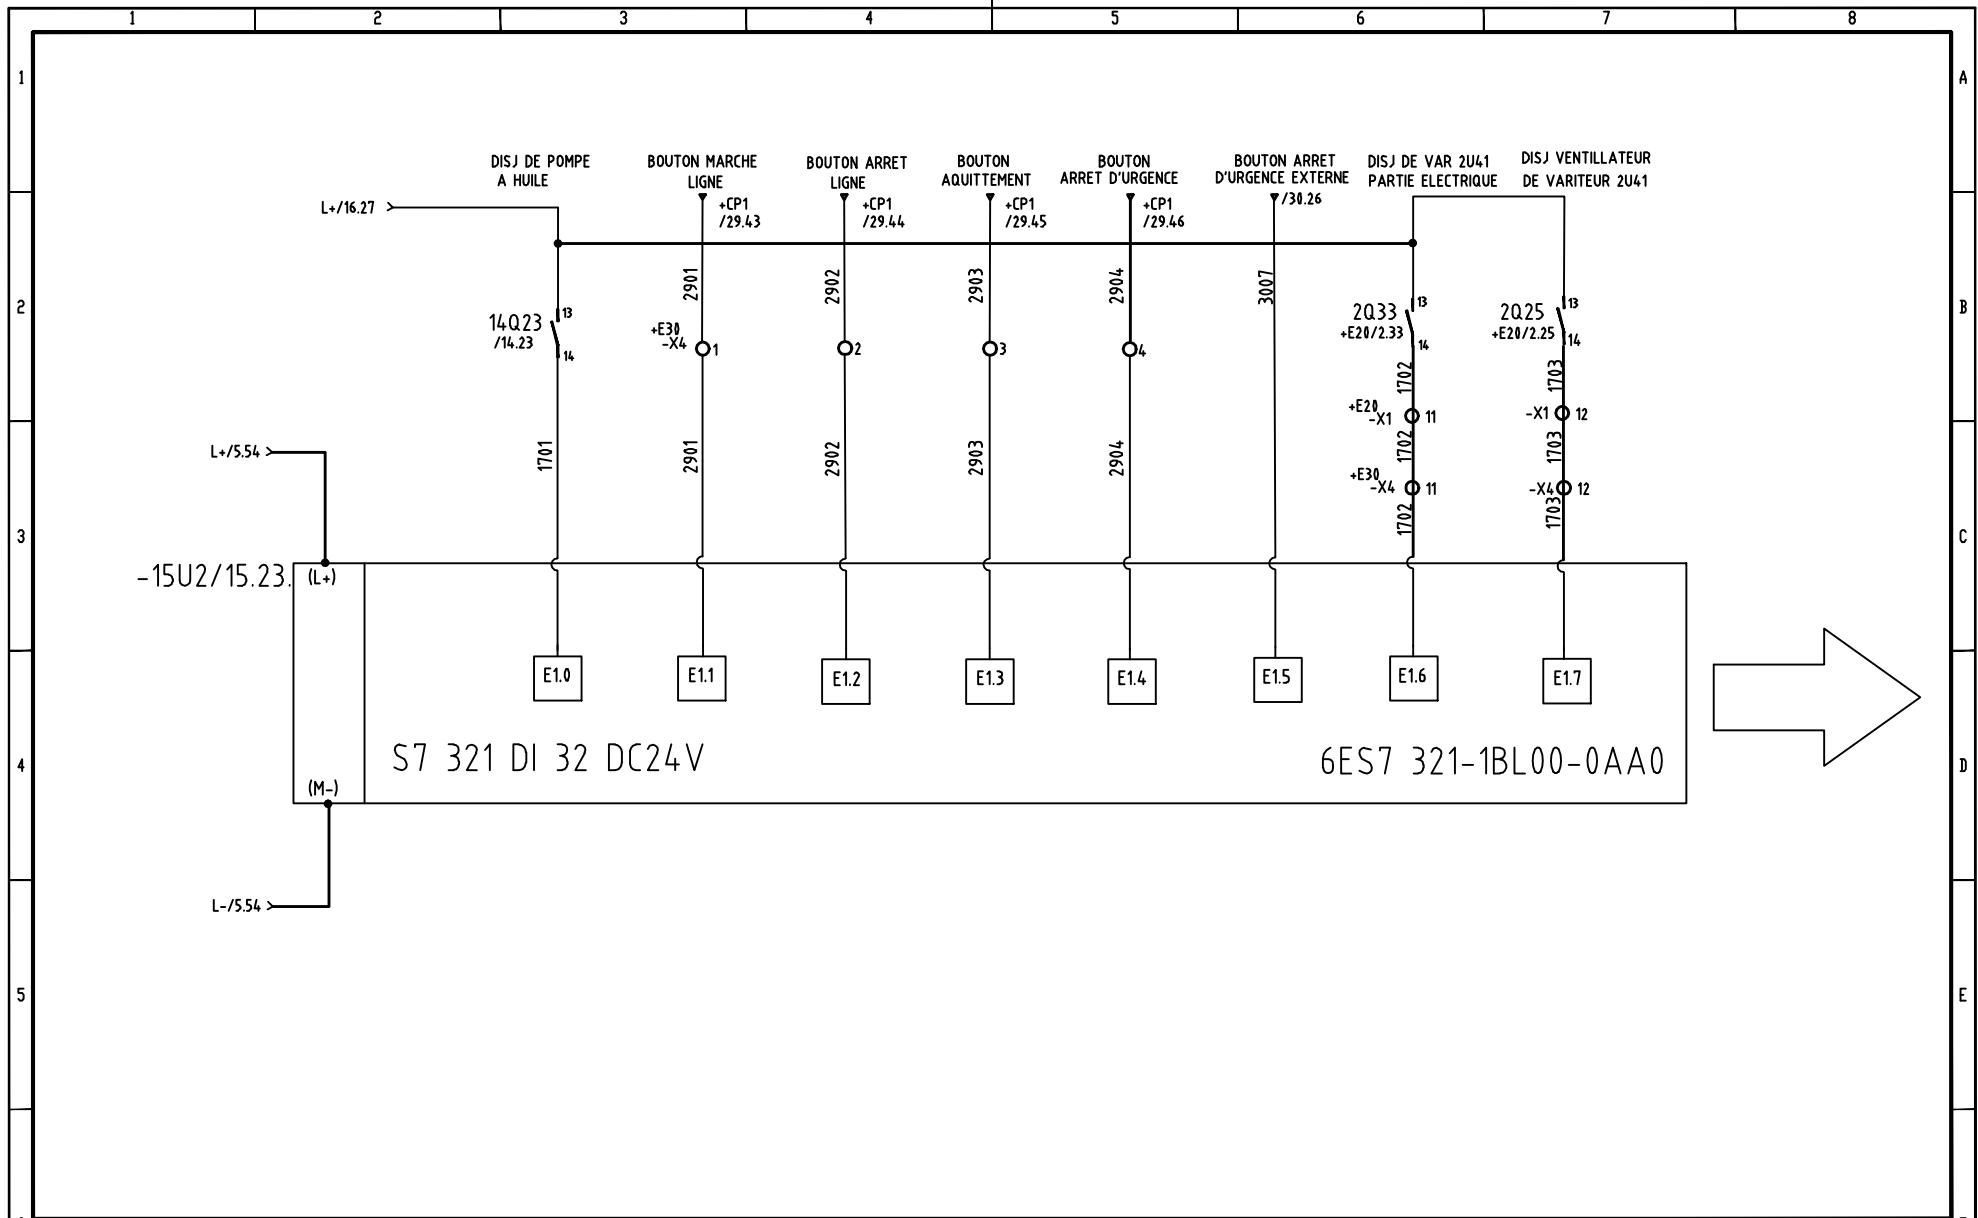 1 2 3 4 5 6 7 8
1 A
DISJ DE POMPE
A HUILE
BOUTON MARCHE
LIGNE
BOUTON ARRET
LIGNE
BOUTON
AQUITTEMENT
BOUTON
ARRET D'URGENCE
BOUTON ARRET
D'URGENCE EXTERNE
DISJ DE VAR 2U41
PARTIE ELECTRIQUE
DISJ VENTILLATEUR
DE VARITEUR 2U41
L+/16.27
+CP1
/29.43
+CP1
/29.44
+CP1
/29.45
+CP1
/29.46
/30.26
2901
2902
2903
2904
3007
2 B
14Q23
/14.23
13
14
+E30
-X4
1
2
3
4
2Q33
+E20/2.33
13
14
2Q25
+E20/2.25
13
14
1702
1703
+E20
-X1
11
-X1
12
L+/5.54
1701
2901
2902
2903
2904
1702
1703
+E30
-X4
11
-X4
12
1702
1703
3 C
-15U2/15.23.
(L+)
E1.0
E1.1
E1.2
E1.3
E1.4
E1.5
E1.6
E1.7
S7 321 DI 32 DC24V
6ES7 321-1BL00-0AA0
4 D
(M-)
L-/5.54
5 E